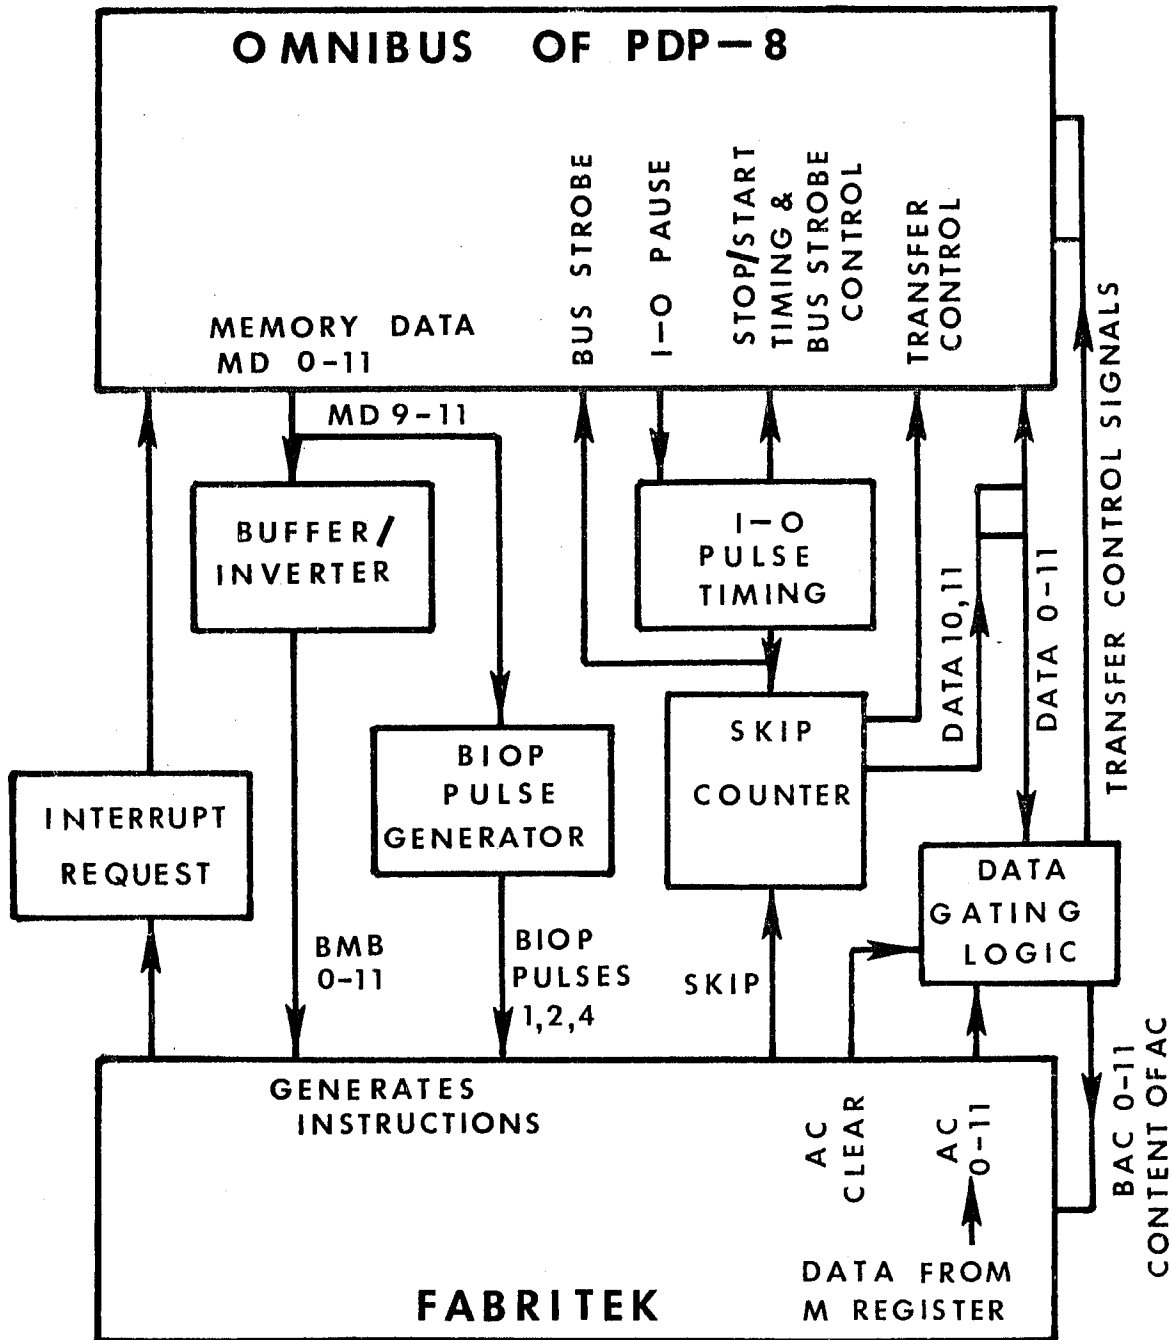 OMNIBUS OF PDP-8
BUS STROBE
I-O PAUSE
STOP/START
TIMING &
BUS STROBE
CONTROL
TRANSFER
CONTROL
MEMORY DATA
MD 0-11
MD 9-11
BUFFER/
INVERTER
I-O
PULSE
TIMING
DATA 10,11
DATA 0-11
TRANSFER CONTROL SIGNALS
BIOP
PULSE
GENERATOR
SKIP
COUNTER
INTERRUPT
REQUEST
DATA
GATING
LOGIC
BMB
0-11
BIOP
PULSES
1,2,4
SKIP
BAC 0-11
CONTENT OF AC
GENERATES
INSTRUCTIONS
AC
CLEAR
AC
0-11
DATA FROM
M REGISTER
FABRITEK